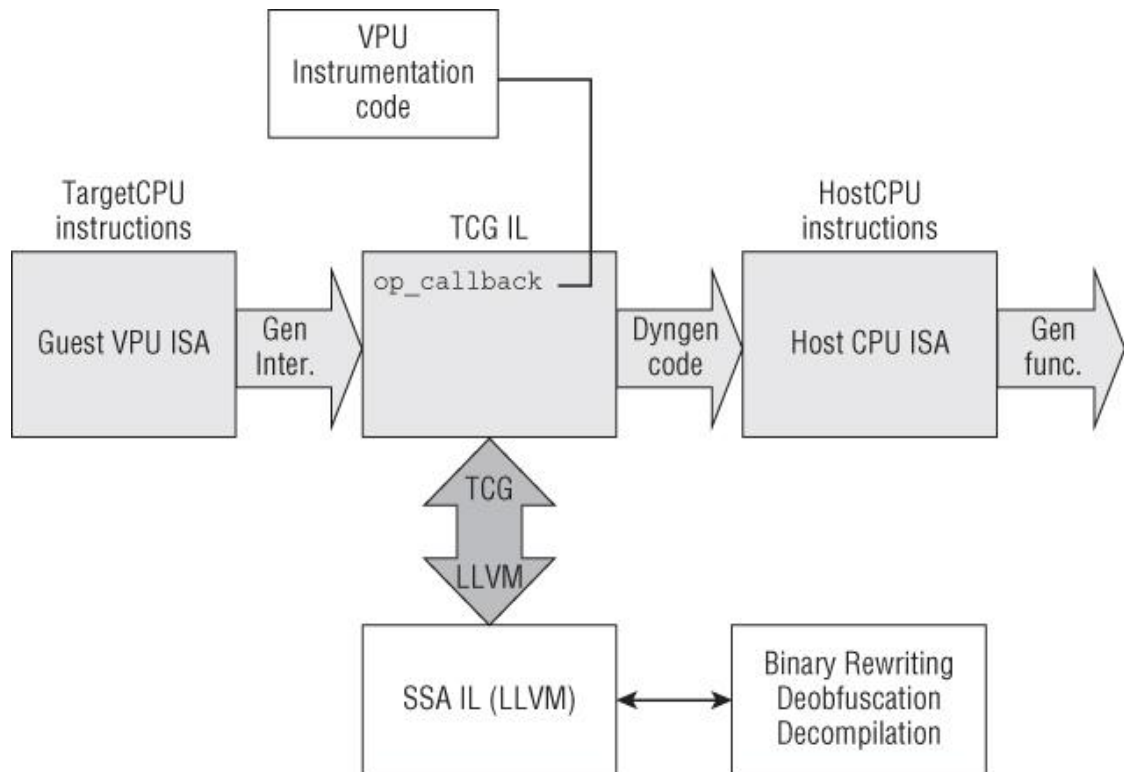 VPU
Instrumentation
code
TargetCPU
instructions
TCG IL
HostCPU
instructions
op_callback
Guest VPU ISA
Gen
Inter.
Dyngen
code
Host CPU ISA
Gen
func.
TCG
LLVM
SSA IL (LLVM)
Binary Rewriting
Deobfuscation
Decompilation